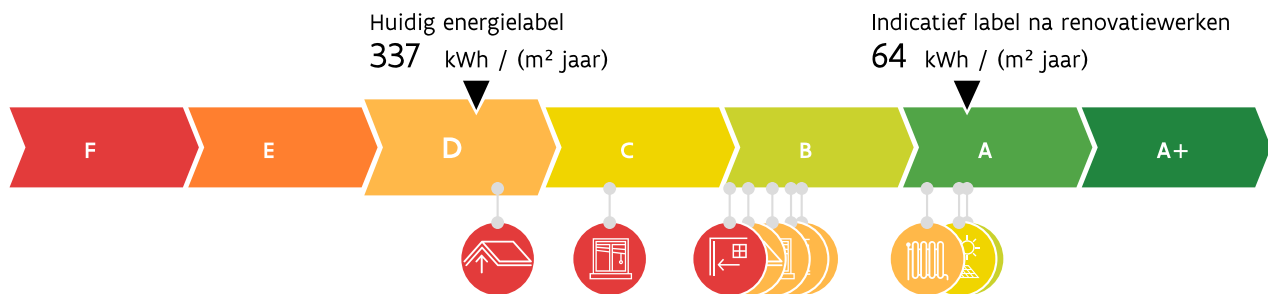 Huidig energielabel
337 kWh / (m² jaar)
Indicatief label na renovatiewerken
64 kWh / (m² jaar)
F E D C B A A+